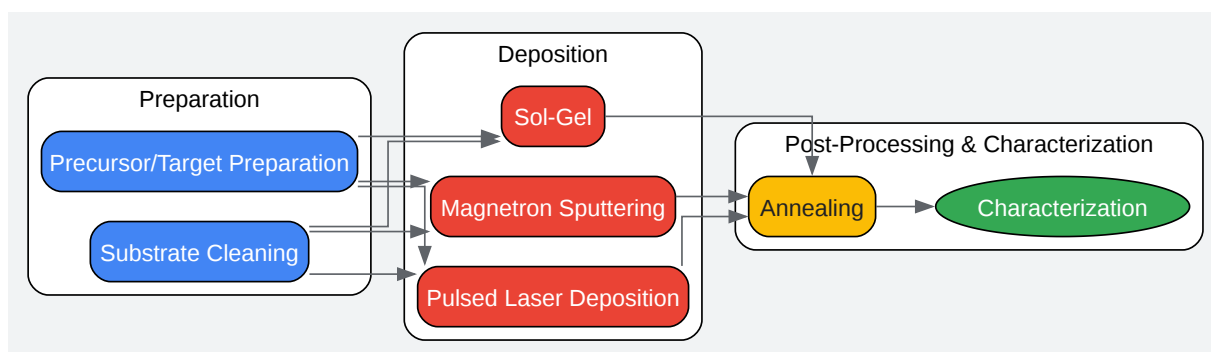 Preparation
Precursor/Target Preparation
Substrate Cleaning
Deposition
Sol-Gel
Magnetron Sputtering
Pulsed Laser Deposition
Post-Processing & Characterization
Annealing
Characterization